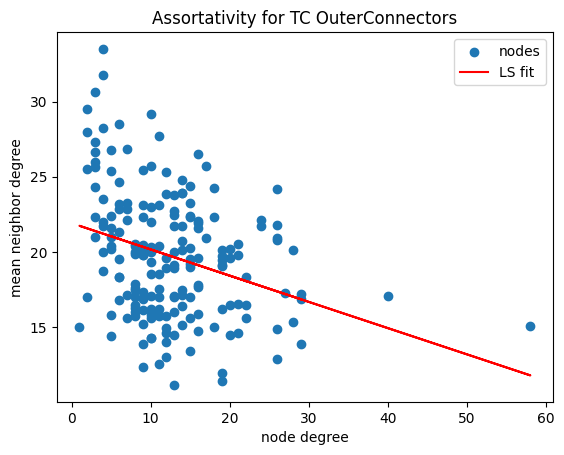 Assortativity for TC OuterConnectors
nodes
LS fit
mean neighbor degree
30
25
20
15
0 10 20 30 40 50 60
node degree